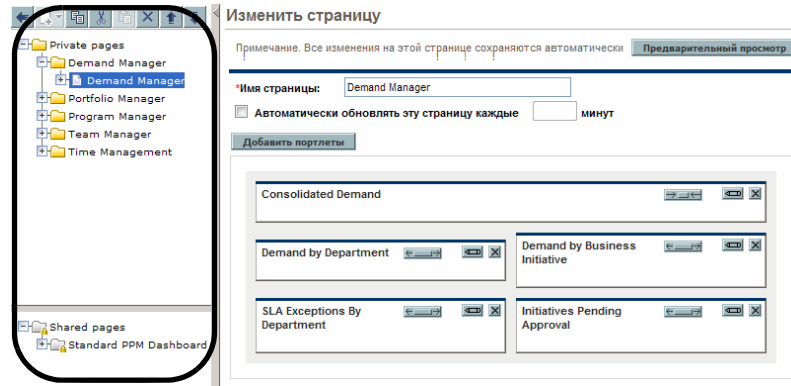 Private pages
Demand Manager
Demand Manager
Portfolio Manager
Program Manager
Team Manager
Time Management
Shared pages
Standard PPM Dashboard
Изменить страницу
Примечание. Все изменения на этой странице сохраняются автоматически
Предварительный просмотр
*Имя страницы: Demand Manager
Автоматически обновлять эту страницу каждые минут
Добавить портлеты
Consolidated Demand
Demand by Department
Demand by Business
Initiative
SLA Exceptions By
Department
Initiatives Pending
Approval